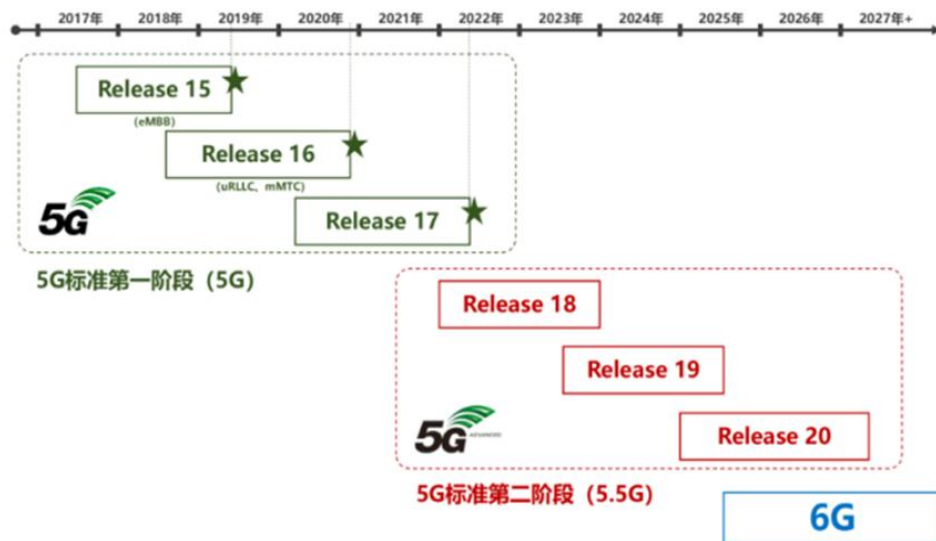 2017年 2018年 2019年 2020年 2021年 2022年 2023年 2024年 2025年 2026年 2027年+
Release 15
(eMBB)
Release 16
(uRLLC、mMTC)
Release 17
5G
5G标准第一阶段（5G）
Release 18
Release 19
Release 20
5G ADVANCED
5G标准第二阶段（5.5G）
6G